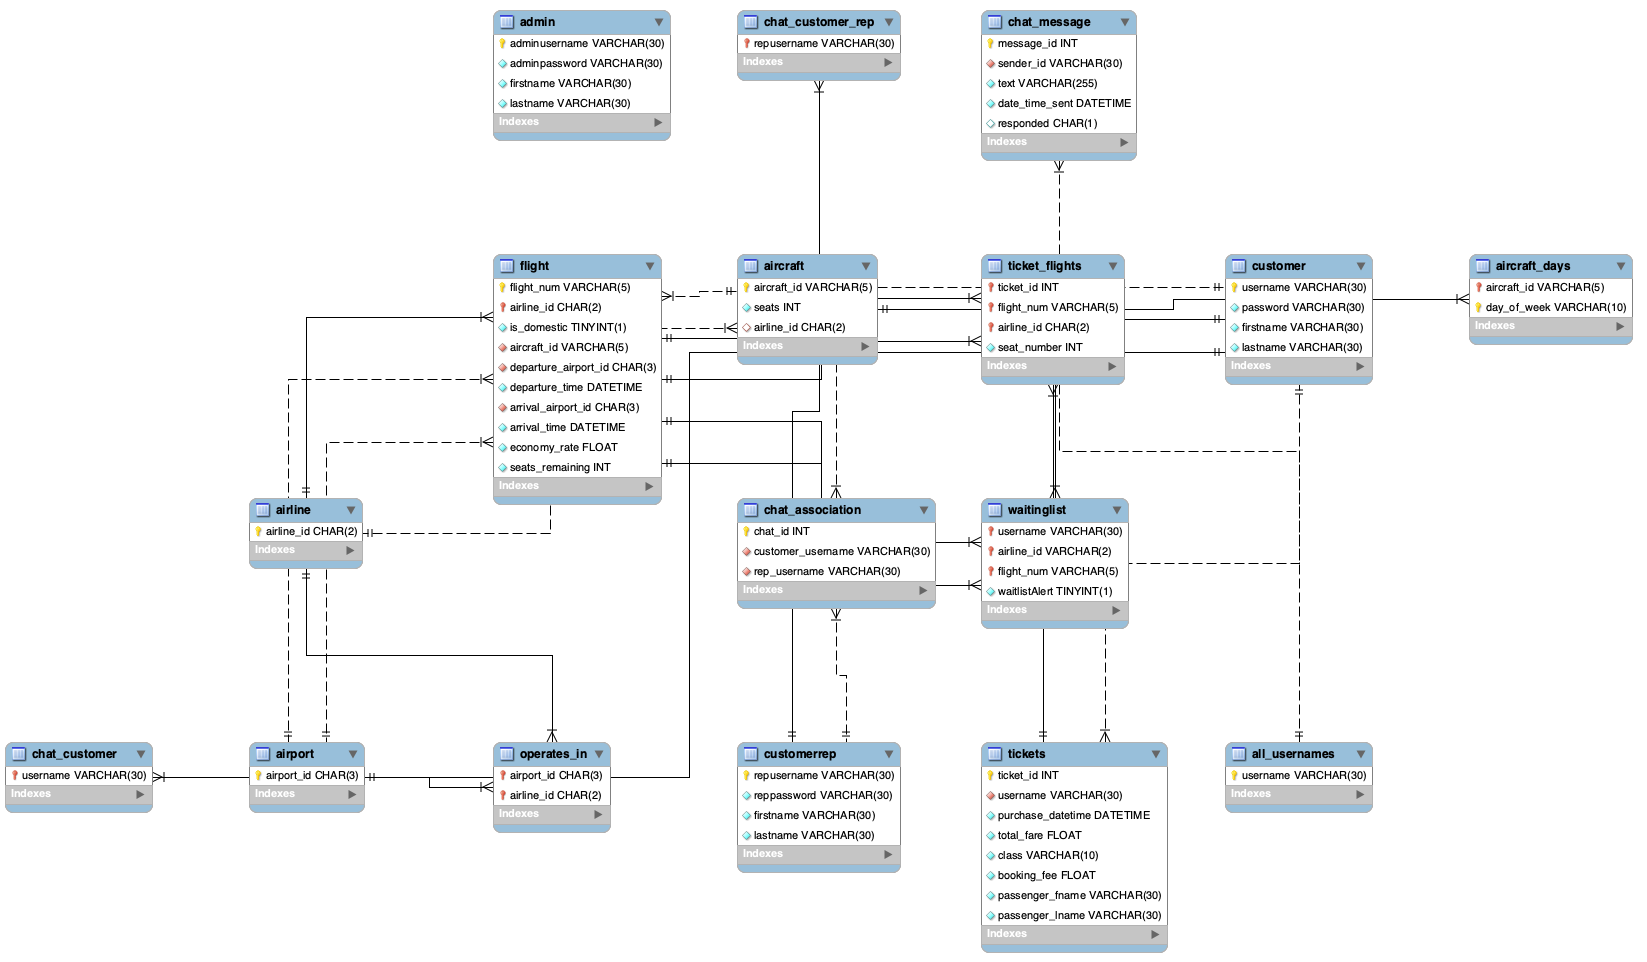 admin
adminusername VARCHAR(30)
adminpassword VARCHAR(30)
firstname VARCHAR(30)
lastname VARCHAR(30)
Indexes
chat_customer_rep
repusername VARCHAR(30)
Indexes
chat_message
message_id INT
sender_id VARCHAR(30)
text VARCHAR(255)
date_time_sent DATETIME
responded CHAR(1)
Indexes
flight
flight_num VARCHAR(5)
airline_id CHAR(2)
is_domestic TINYINT(1)
aircraft_id VARCHAR(5)
departure_airport_id CHAR(3)
departure_time DATETIME
arrival_airport_id CHAR(3)
arrival_time DATETIME
economy_rate FLOAT
seats_remaining INT
Indexes
aircraft
aircraft_id VARCHAR(5)
seats INT
airline_id CHAR(2)
Indexes
ticket_flights
ticket_id INT
flight_num VARCHAR(5)
airline_id CHAR(2)
seat_number INT
Indexes
customer
username VARCHAR(30)
password VARCHAR(30)
firstname VARCHAR(30)
lastname VARCHAR(30)
Indexes
aircraft_days
aircraft_id VARCHAR(5)
day_of_week VARCHAR(10)
Indexes
airline
airline_id CHAR(2)
Indexes
chat_association
chat_id INT
customer_username VARCHAR(30)
rep_username VARCHAR(30)
Indexes
waitinglist
username VARCHAR(30)
airline_id VARCHAR(2)
flight_num VARCHAR(5)
waitlistAlert TINYINT(1)
Indexes
chat_customer
username VARCHAR(30)
Indexes
airport
airport_id CHAR(3)
Indexes
operates_in
airport_id CHAR(3)
airline_id CHAR(2)
Indexes
customerrep
repusername VARCHAR(30)
reppassword VARCHAR(30)
firstname VARCHAR(30)
lastname VARCHAR(30)
Indexes
tickets
ticket_id INT
username VARCHAR(30)
purchase_datetime DATETIME
total_fare FLOAT
class VARCHAR(10)
booking_fee FLOAT
passenger_fname VARCHAR(30)
passenger_lname VARCHAR(30)
Indexes
all_usernames
username VARCHAR(30)
Indexes